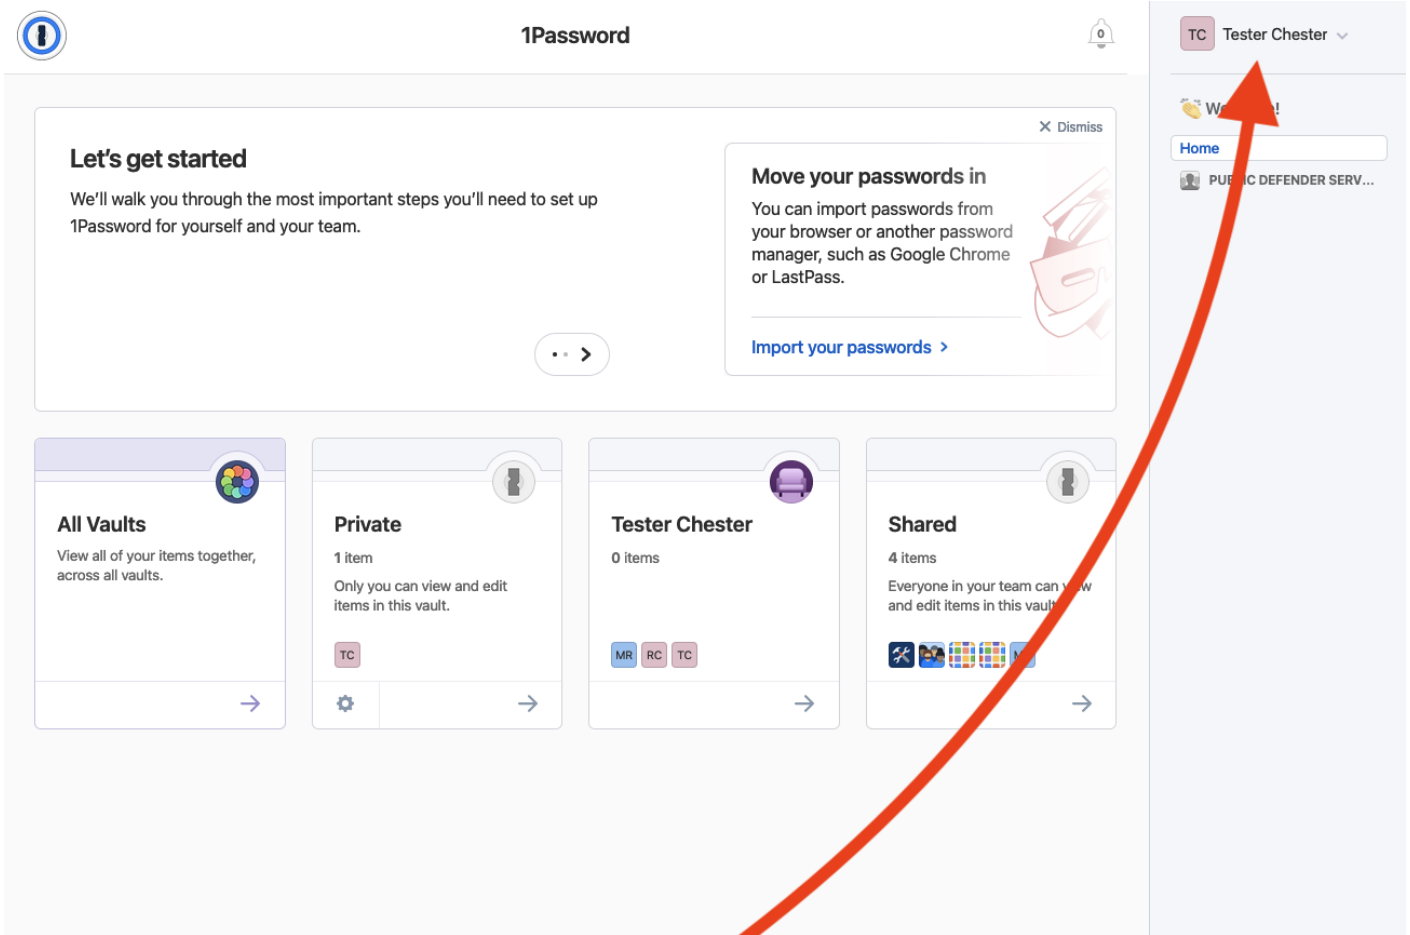 1Password
0
TC Tester Chester
Home
PUBLIC DEFENDER SERV...
Dismiss
Let's get started
We'll walk you through the most important steps you'll need to set up
1Password for yourself and your team.
Move your passwords in
You can import passwords from
your browser or another password
manager, such as Google Chrome
or LastPass.
Import your passwords
All Vaults
View all of your items together,
across all vaults.
Private
1 item
Only you can view and edit
items in this vault.
TC
Tester Chester
0 items
MR RC TC
Shared
4 items
Everyone in your team can view
and edit items in this vault.